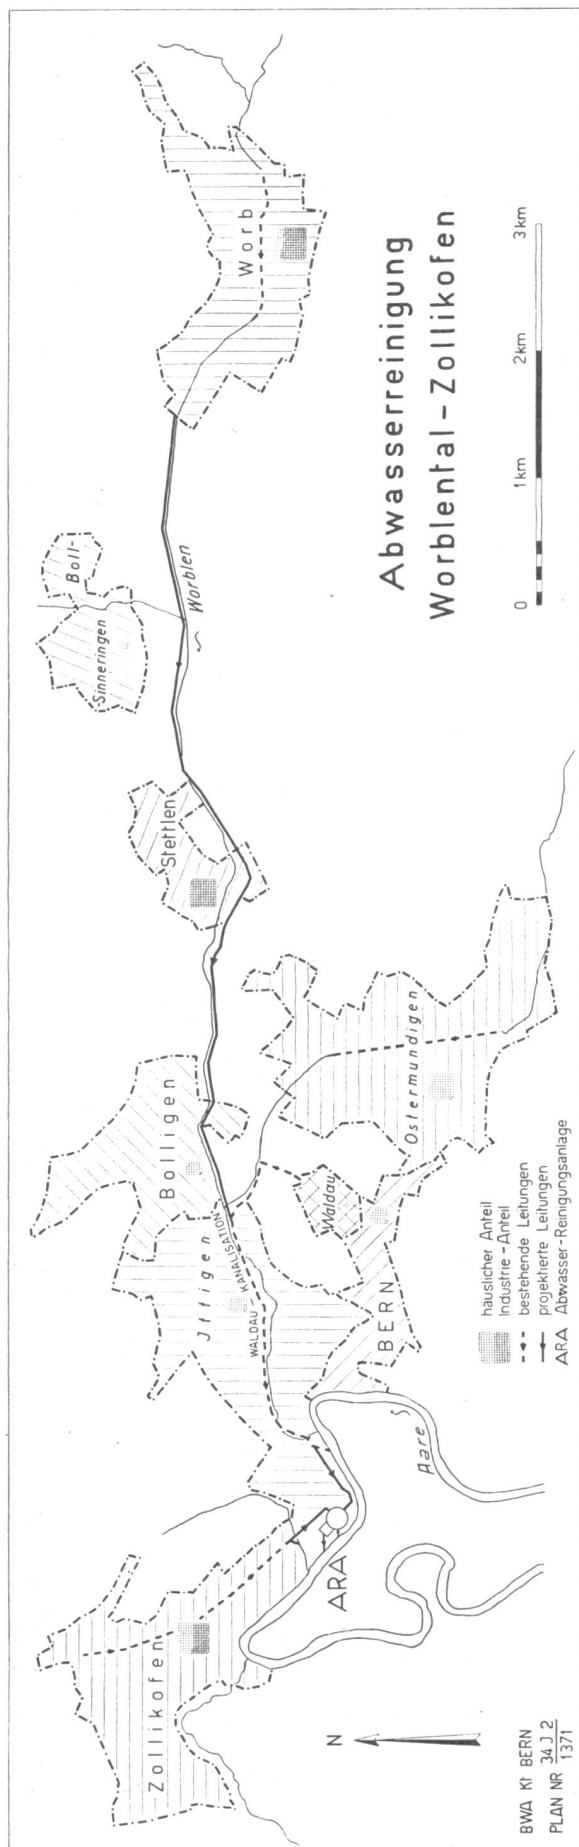 Abwasserreinigung
Worblental-Zollikofen
0 1km 2km 3km
Zollikofen
Ittigen
Bolligen
Stettlen
Sinneringen
Boll-
Worb
Worblen
WALDAU - KANALISATION
Waldau
Ostermundigen
BERN
Aare
ARA
N
häuslicher Anteil
Industrie-Anteil
bestehende Leitungen
projektierte Leitungen
ARA Abwasser-Reinigungsanlage
BWA Kt BERN
PLAN NR 34 J 2
1371